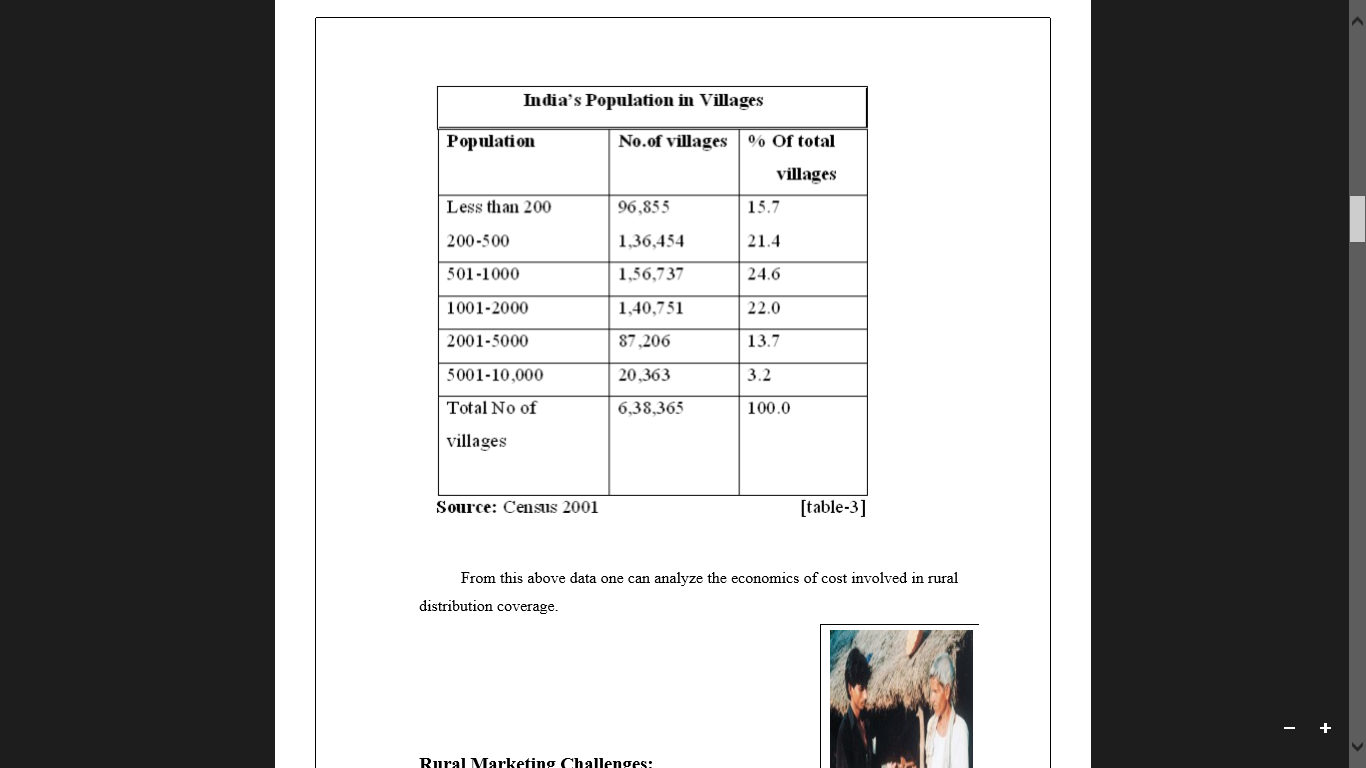 India's Population in Villages
Population No.of villages % Of total
villages
Less than 200 96,855 15.7
200-500 1,36,454 21.4
501-1000 1,56,737 24.6
1001-2000 1,40,751 22.0
2001-5000 87,206 13.7
5001-10,000 20,363 3.2
Total No of 6,38,365 100.0
villages
Source: Census 2001 [table-3]
From this above data one can analyze the economics of cost involved in rural
distribution coverage.
Rural Marketing Challenges: